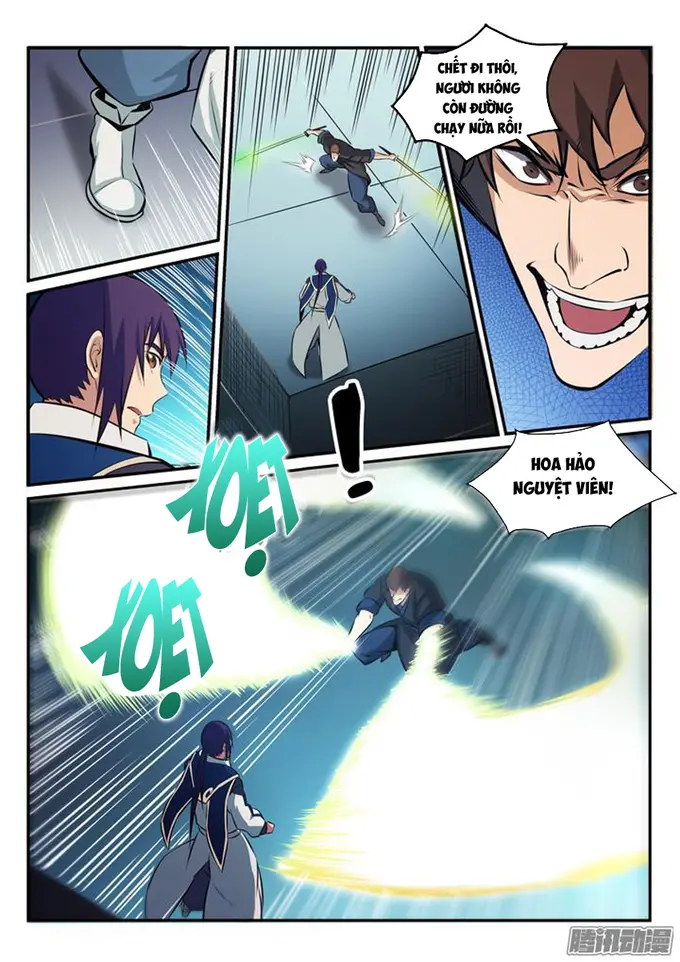 CHẾT ĐI THÔI,
NGƯƠI KHÔNG
CÒN ĐƯỜNG
CHẠY NỮA RỒI!
!
HOA HẢO
NGUYỆT VIÊN!
XOẸT
XOẸT
腾讯动漫